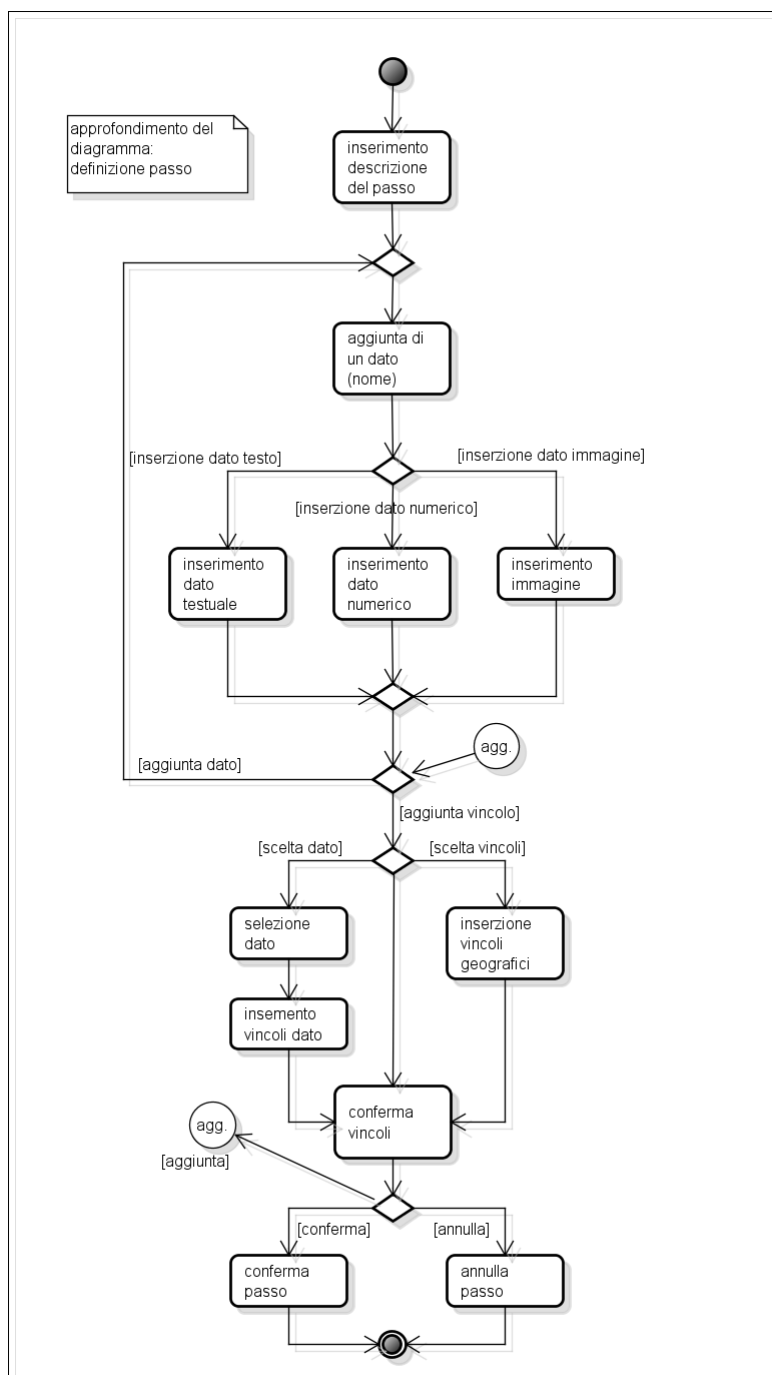 approfondimento del
diagramma:
definizione passo
inserimento
descrizione
del passo
aggiunta di
un dato
(nome)
[inserzione dato testo]
[inserzione dato immagine]
[inserzione dato numerico]
inserimento
dato
testuale
inserimento
dato
numerico
inserimento
immagine
agg.
[aggiunta dato]
[aggiunta vincolo]
[scelta dato]
[scelta vincoli]
selezione
dato
inserzione
vincoli
geografici
insemento
vincoli dato
conferma
vincoli
agg.
[aggiunta]
[conferma]
[annulla]
conferma
passo
annulla
passo